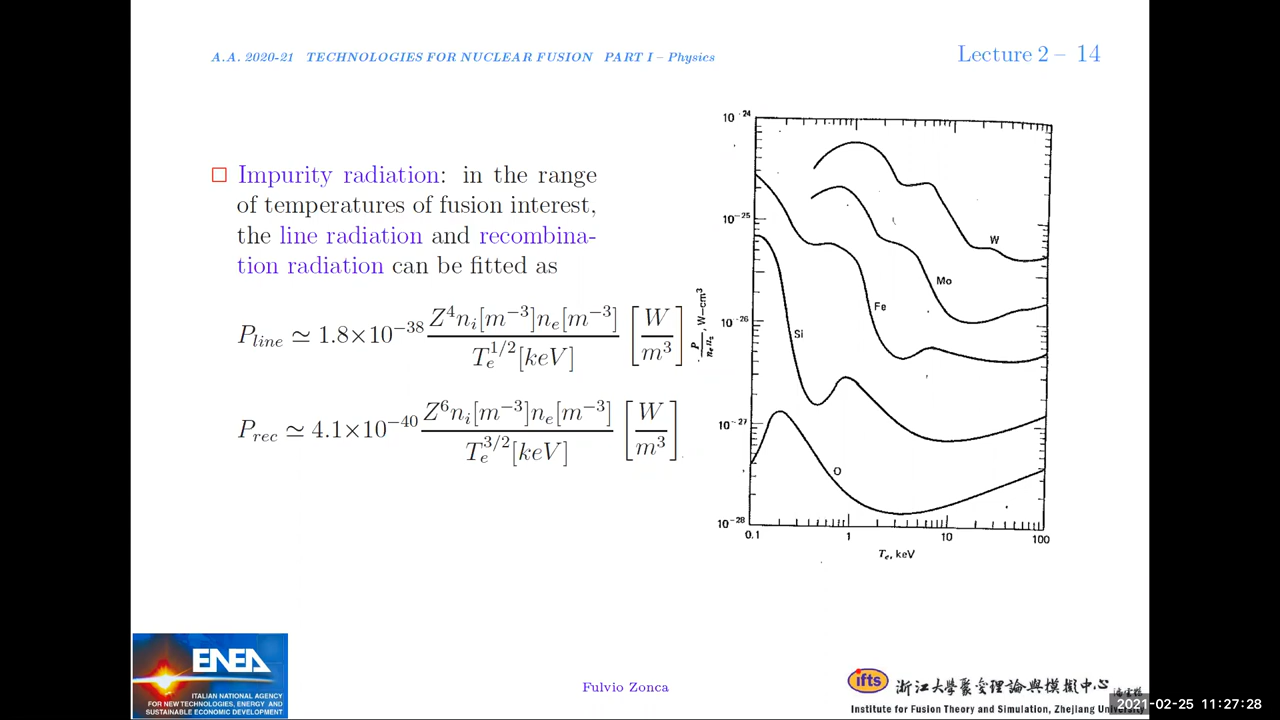 A.A. 2020-21 TECHNOLOGIES FOR NUCLEAR FUSION PART I – Physics
Lecture 2 – 14
Impurity radiation: in the range
of temperatures of fusion interest,
the line radiation and recombina-
tion radiation can be fitted as
P_line ≃ 1.8×10^−38 Z^4 n_i[m^−3] n_e[m^−3] / T_e^1/2 [keV] [W/m^3]
P_rec ≃ 4.1×10^−40 Z^6 n_i[m^−3] n_e[m^−3] / T_e^3/2 [keV] [W/m^3]
10^-24
10^-25
10^-26
10^-27
10^-28
P / n_e n_z, W-cm^3
W
Mo
Fe
Si
O
0.1 1 10 100
T_e, keV
ENEA
ITALIAN NATIONAL AGENCY
FOR NEW TECHNOLOGIES, ENERGY AND
SUSTAINABLE ECONOMIC DEVELOPMENT
Fulvio Zonca
ifts
浙江大學聚变理論與模擬中心
Institute for Fusion Theory and Simulation, Zhejiang University
2021-02-25 11:27:28